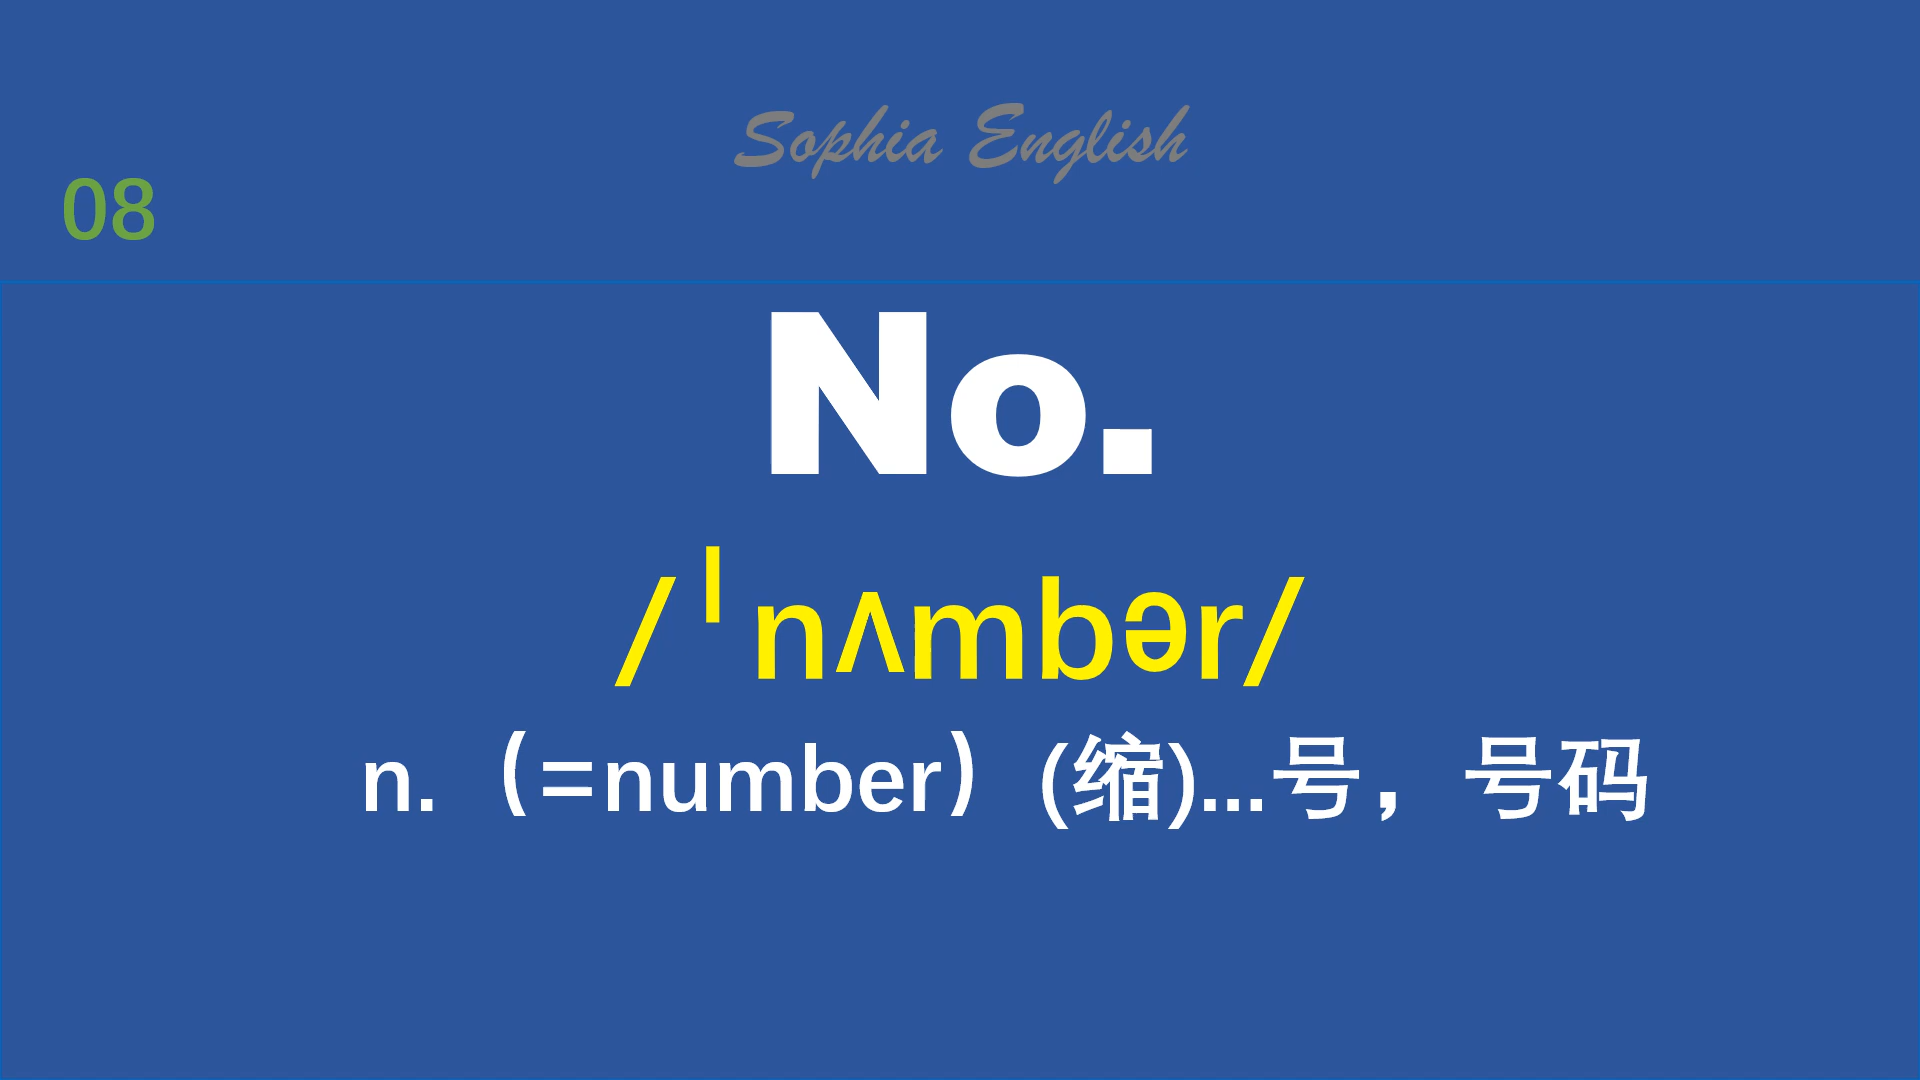 Sophia English
08
No.
/ˈnʌmbər/
n.（=number）(缩)...号，号码